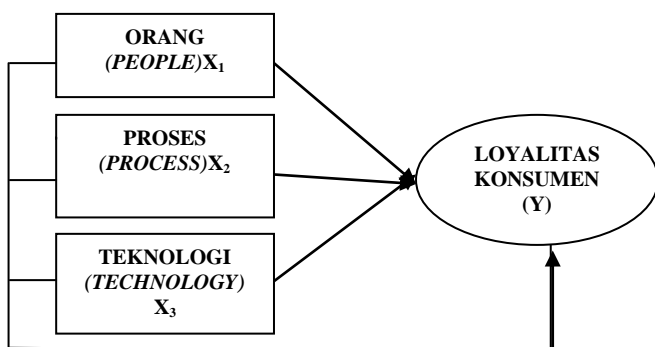 ORANG
(PEOPLE)X₁
PROSES
(PROCESS)X₂
TEKNOLOGI
(TECHNOLOGY)
X₃
LOYALITAS
KONSUMEN
(Y)